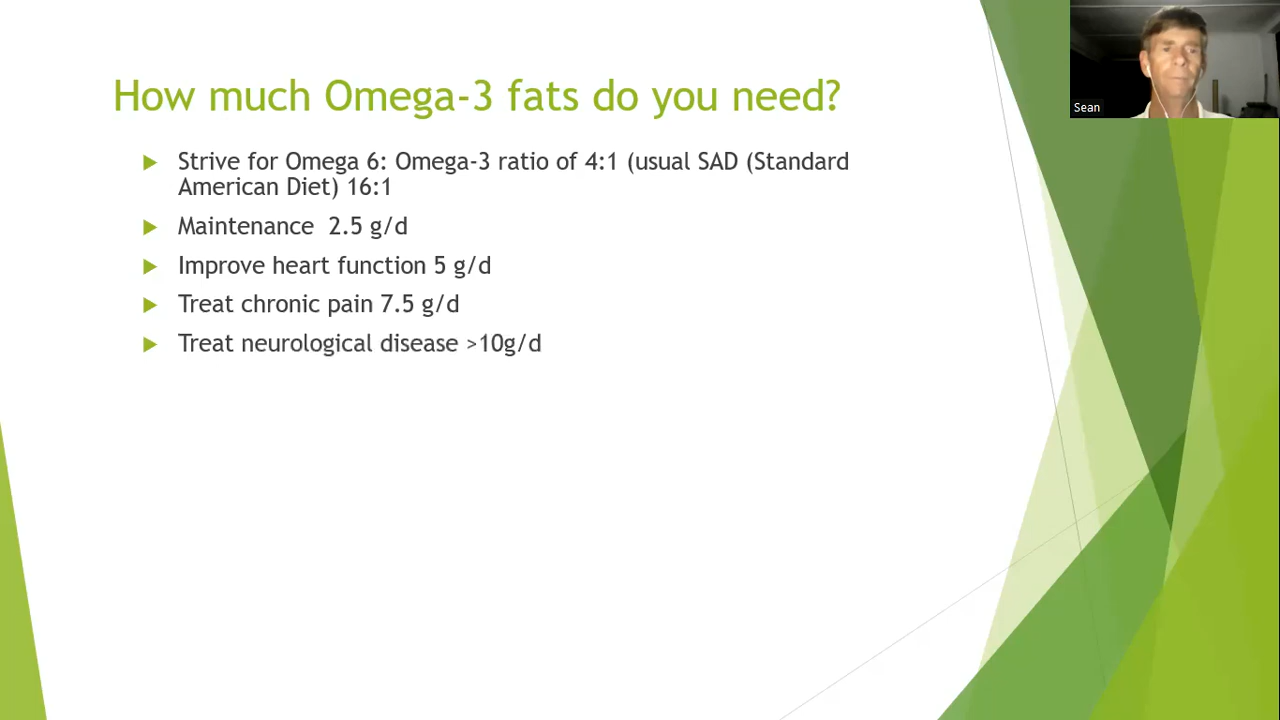 How much Omega-3 fats do you need?
Strive for Omega 6: Omega-3 ratio of 4:1 (usual SAD (Standard
American Diet) 16:1
Maintenance  2.5 g/d
Improve heart function 5 g/d
Treat chronic pain 7.5 g/d
Treat neurological disease >10g/d
Sean